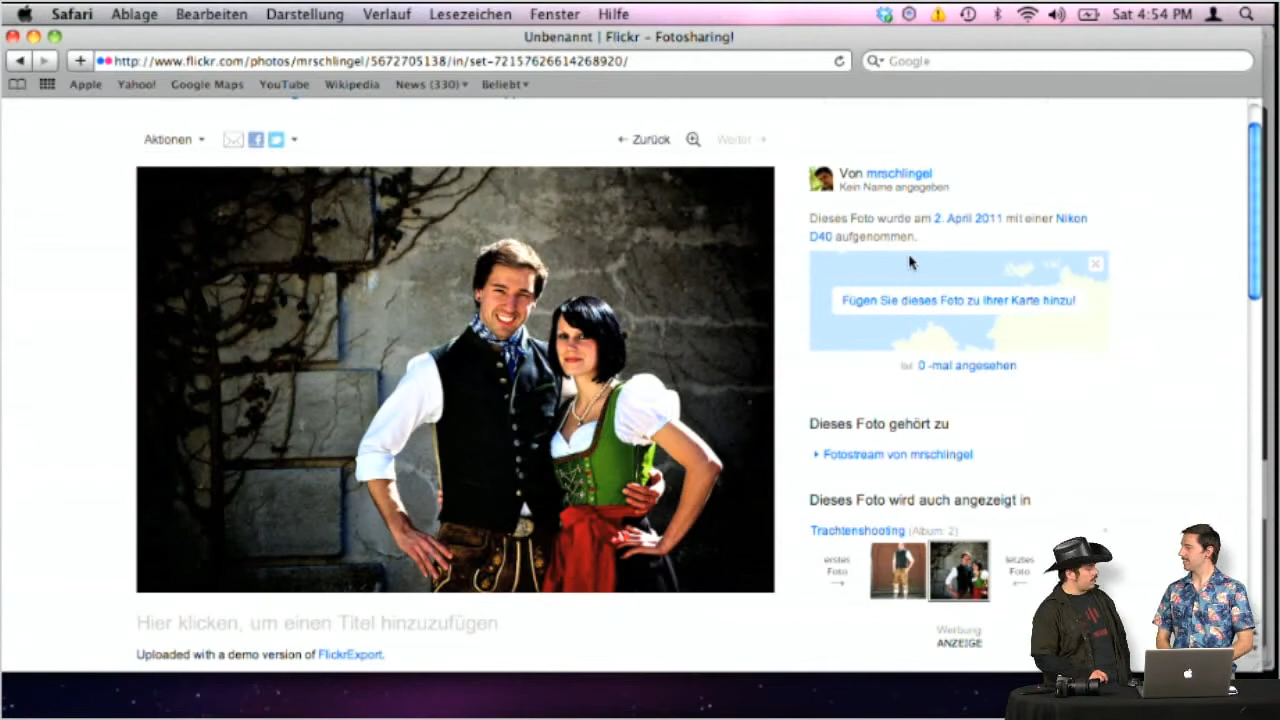 Safari Ablage Bearbeiten Darstellung Verlauf Lesezeichen Fenster Hilfe Sat 4:54 PM
Unbenannt | Flickr – Fotosharing!
http://www.flickr.com/photos/mrschlingel/5672705138/in/set-72157626614268920/
Google
Apple Yahoo! Google Maps YouTube Wikipedia News (330) Beliebt
Aktionen
← Zurück
Weiter →
Von mrschlingel
Kein Name angegeben
Dieses Foto wurde am 2. April 2011 mit einer Nikon
D40 aufgenommen.
Fügen Sie dieses Foto zu Ihrer Karte hinzu!
0 -mal angesehen
Dieses Foto gehört zu
Fotostream von mrschlingel
Dieses Foto wird auch angezeigt in
Trachtenshooting (Album: 2)
erstes
Foto
→
letztes
Foto
←
Hier klicken, um einen Titel hinzuzufügen
Uploaded with a demo version of FlickrExport.
Werbung
ANZEIGE